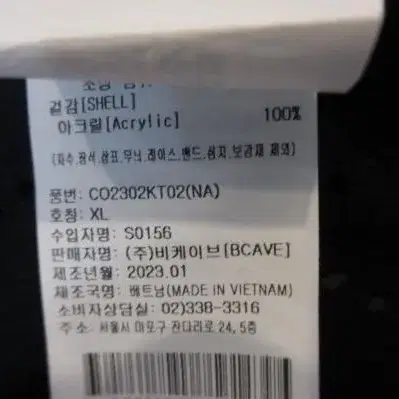 겉감[SHELL]
아크릴[Acrylic] 100%
(자수,장식,상표,무늬,레이스,밴드,심지,보강재 제외)
품번: CO2302KT02(NA)
호칭: XL
수입자명: S0156
판매자명: (주)비케이브[BCAVE]
제조년월: 2023.01
제조국명: 베트남(MADE IN VIETNAM)
소비자상담실: 02)338-3316
주소: 서울시 마포구 잔다리로 24, 5층